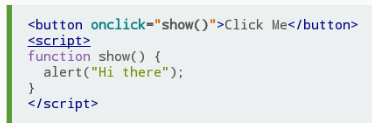 <button onclick="show()">Click Me</button>
<script>
function show() {
  alert("Hi there");
}
</script>